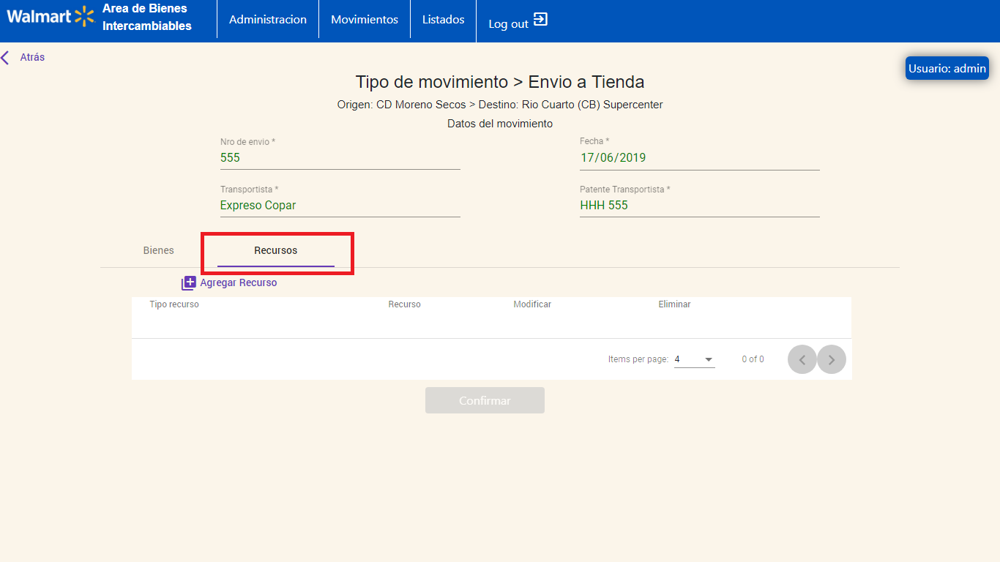 Walmart
Area de Bienes
Intercambiables
Administracion
Movimientos
Listados
Log out
Atrás
Usuario: admin
Tipo de movimiento > Envio a Tienda
Origen: CD Moreno Secos > Destino: Rio Cuarto (CB) Supercenter
Datos del movimiento
Nro de envio *
555
Fecha *
17/06/2019
Transportista *
Expreso Copar
Patente Transportista *
HHH 555
Bienes
Recursos
Agregar Recurso
Tipo recurso
Recurso
Modificar
Eliminar
Items per page: 4
0 of 0
Confirmar